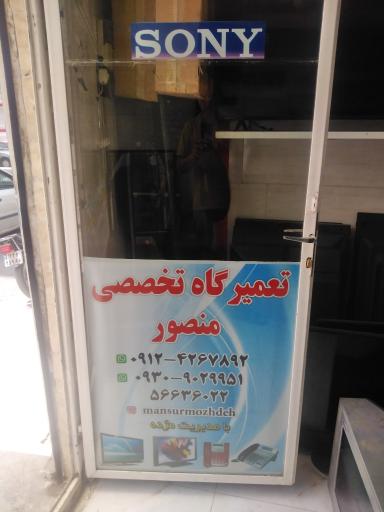 SONY
تعمیرگاه تخصصی
منصور
۰۹۱۲-۴۲۶۷۸۹۲
۰۹۳۰-۹۰۲۹۹۵۱
۵۶۶۳۶۰۲۲
mansurmozhdeh
با مدیریت مژده